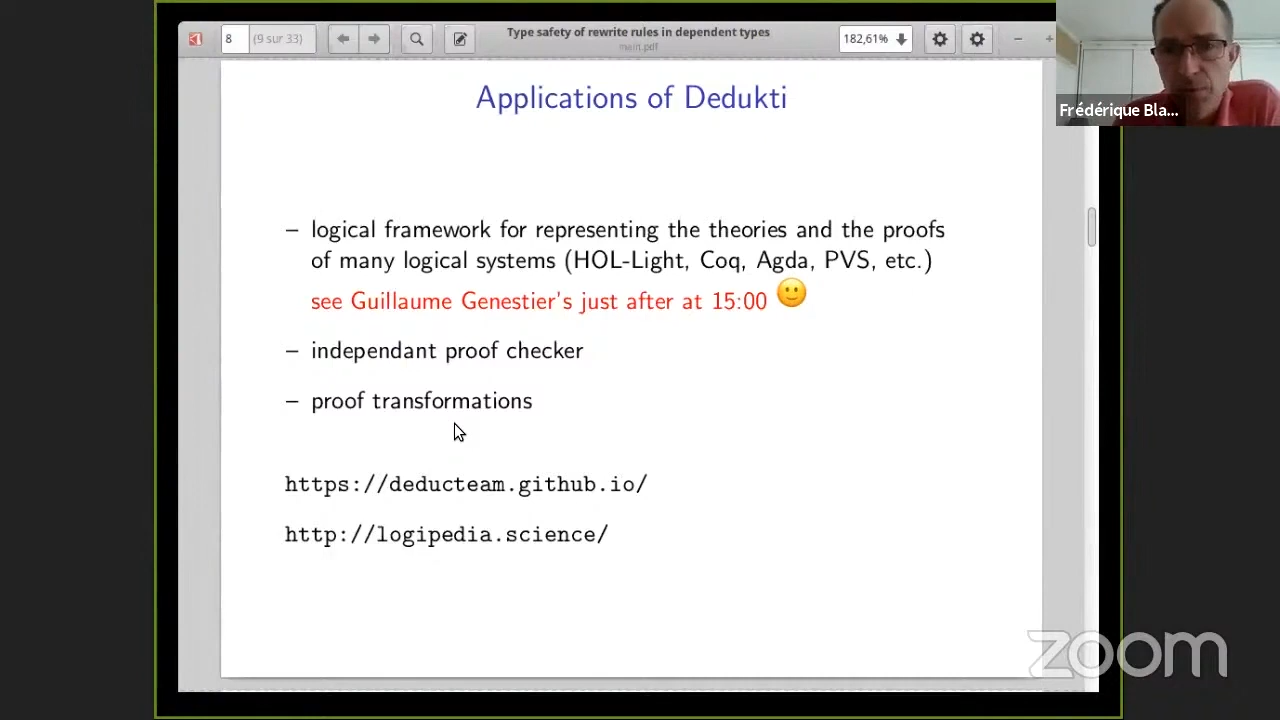 8 (9 sur 33)
Type safety of rewrite rules in dependent types
main.pdf
182,61%
Frédérique Bla...
Applications of Dedukti
– logical framework for representing the theories and the proofs
of many logical systems (HOL-Light, Coq, Agda, PVS, etc.)
see Guillaume Genestier's just after at 15:00 🙂
– independant proof checker
– proof transformations
https://deducteam.github.io/
http://logipedia.science/
zoom